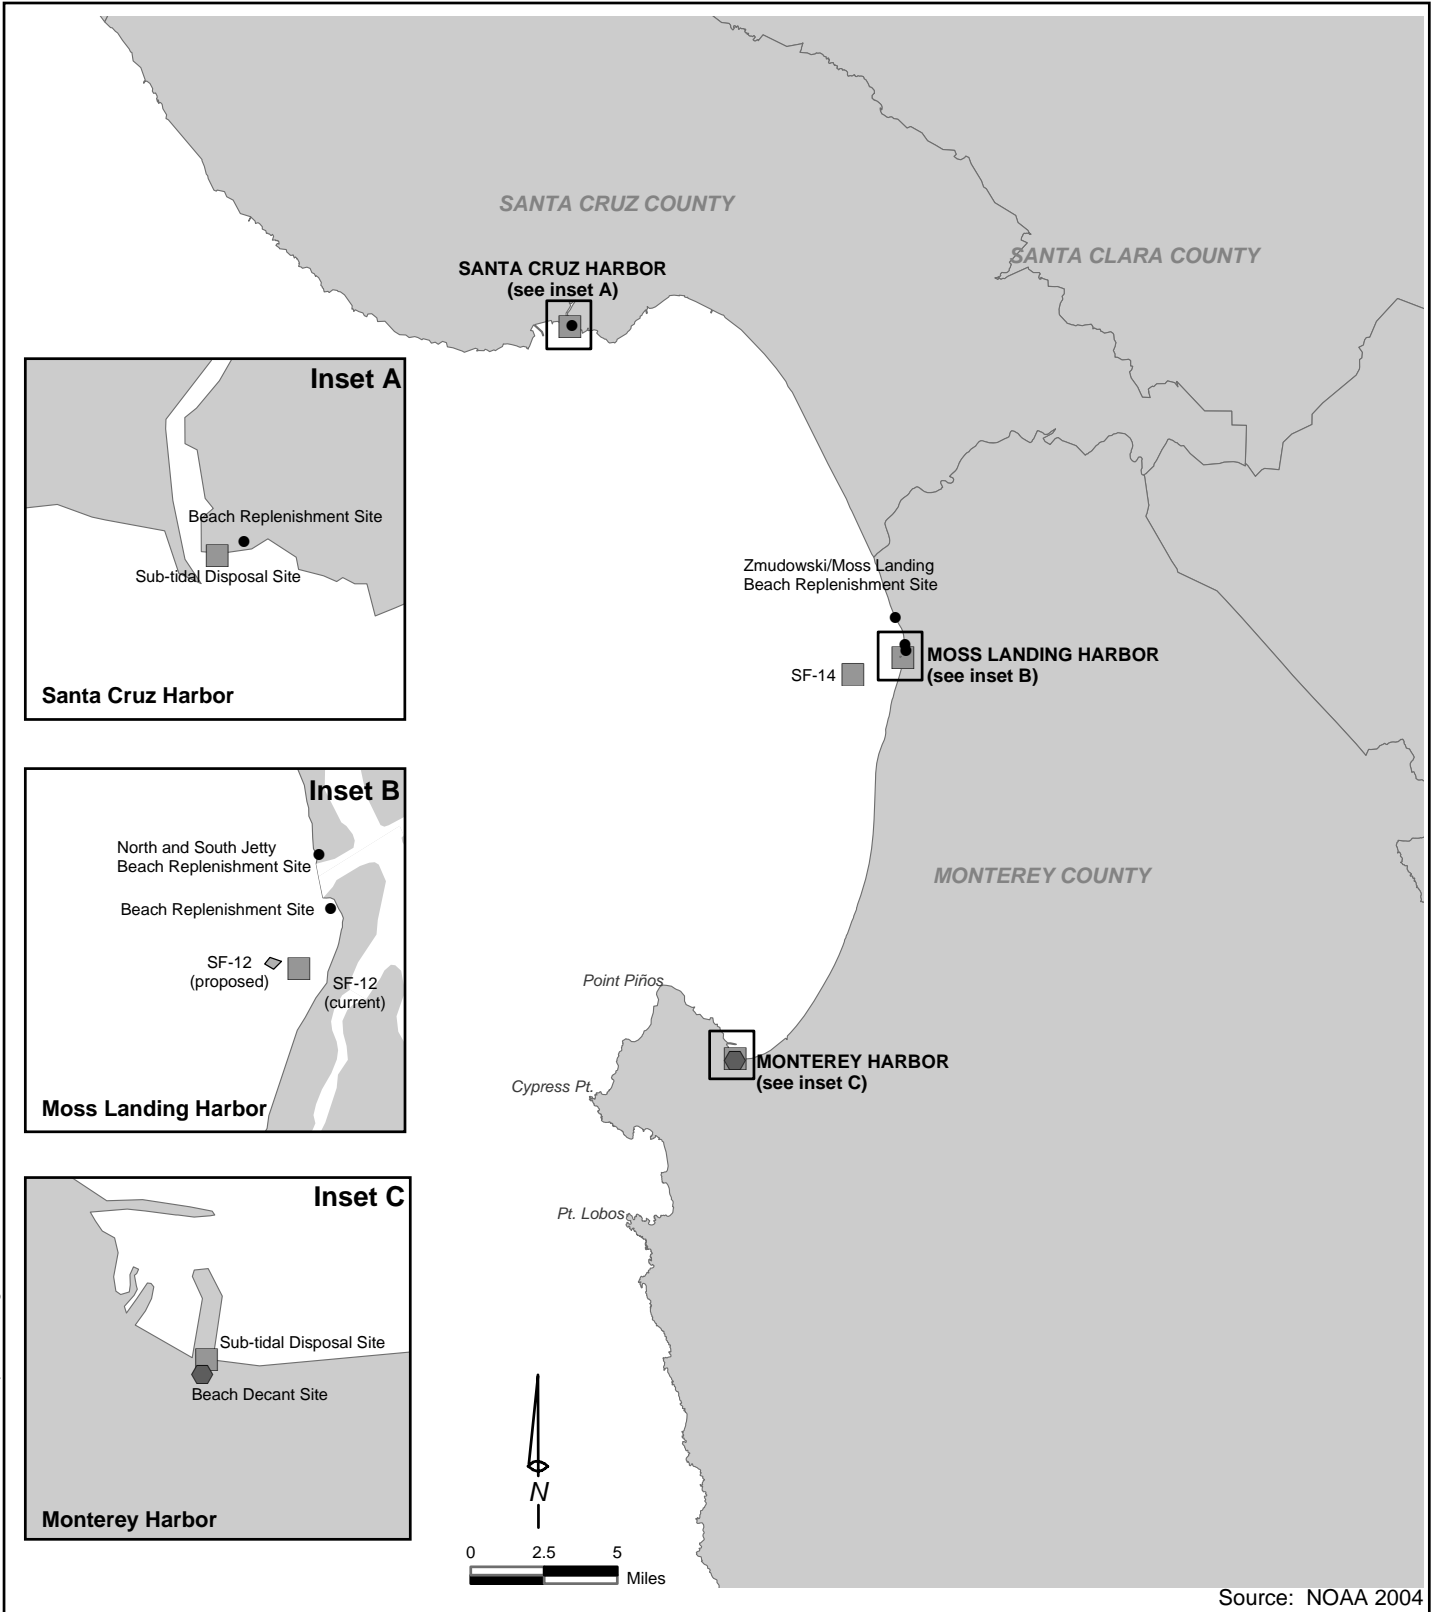 SANTA CRUZ COUNTY
SANTA CLARA COUNTY
SANTA CRUZ HARBOR
(see inset A)
Inset A
Beach Replenishment Site
Sub-tidal Disposal Site
Santa Cruz Harbor
Zmudowski/Moss Landing
Beach Replenishment Site
MOSS LANDING HARBOR
(see inset B)
SF-14
Inset B
North and South Jetty
Beach Replenishment Site
Beach Replenishment Site
SF-12
(proposed)
SF-12
(current)
Moss Landing Harbor
MONTEREY COUNTY
Point Piños
MONTEREY HARBOR
(see inset C)
Cypress Pt.
Pt. Lobos
Inset C
Sub-tidal Disposal Site
Beach Decant Site
Monterey Harbor
N
0 2.5 5
Miles
Source: NOAA 2004